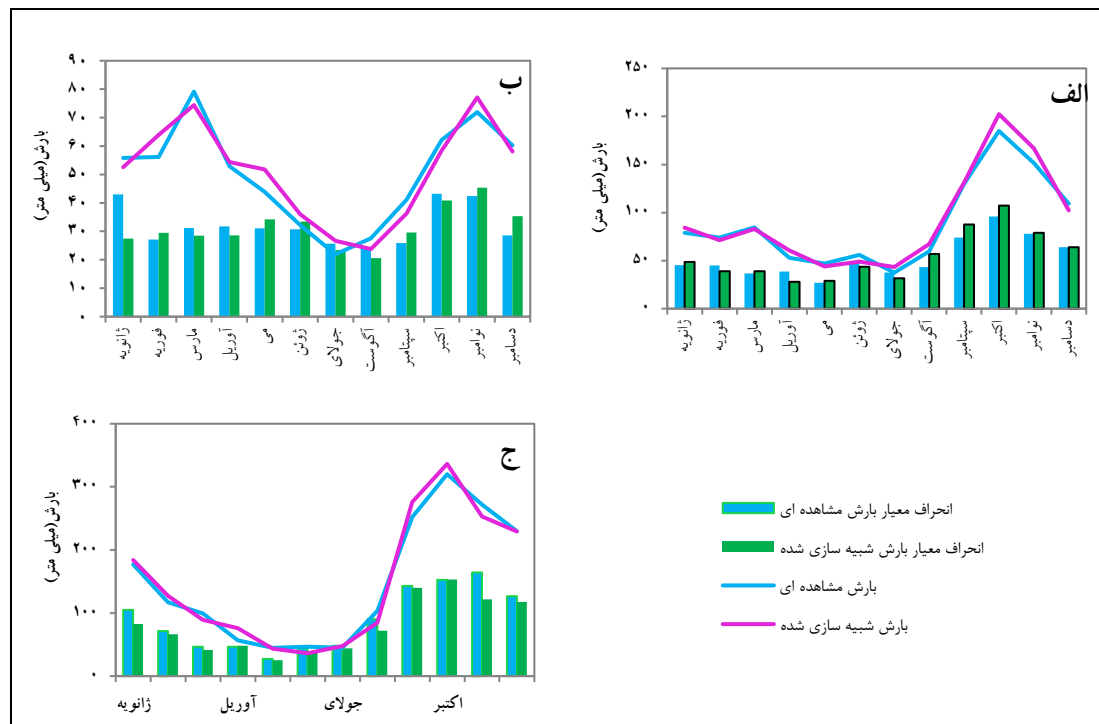 الف
بارش(میلی متر)
۲۵۰
۲۰۰
۱۵۰
۱۰۰
۵۰
۰
ژانویه
فوریه
مارس
آوریل
می
ژوئن
جولای
آگوست
سپتامبر
اکتبر
نوامبر
دسامبر
ب
بارش(میلی متر)
۹۰
۸۰
۷۰
۶۰
۵۰
۴۰
۳۰
۲۰
۱۰
۰
ژانویه
فوریه
مارس
آوریل
می
ژوئن
جولای
آگوست
سپتامبر
اکتبر
نوامبر
دسامبر
ج
بارش(میلی متر)
۴۰۰
۳۰۰
۲۰۰
۱۰۰
۰
ژانویه
آوریل
جولای
اکتبر
انحراف معیار بارش مشاهده ای
انحراف معیار بارش شبیه سازی شده
بارش مشاهده ای
بارش شبیه سازی شده